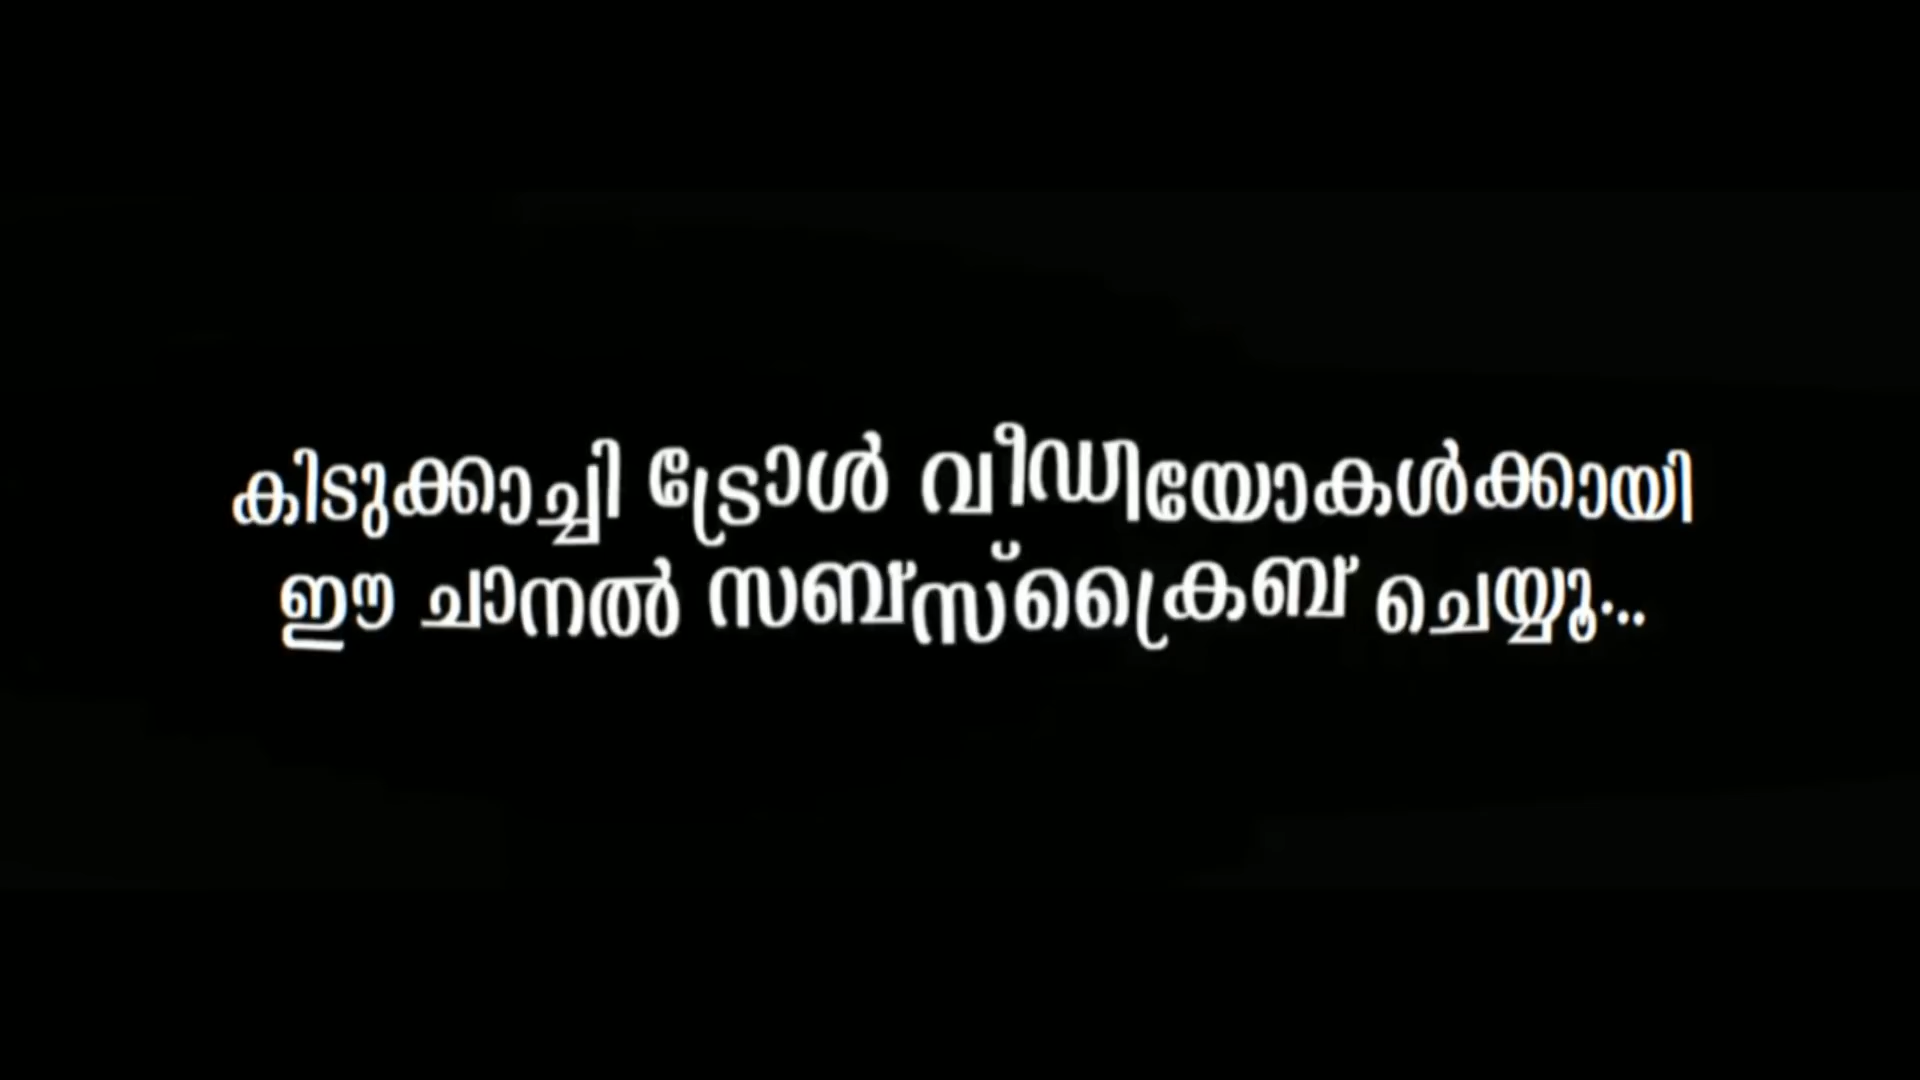 കിടുക്കാച്ചി ട്രോൾ വീഡിയോകൾക്കായി
ഈ ചാനൽ സബ്സ്ക്രൈബ് ചെയ്യൂ...